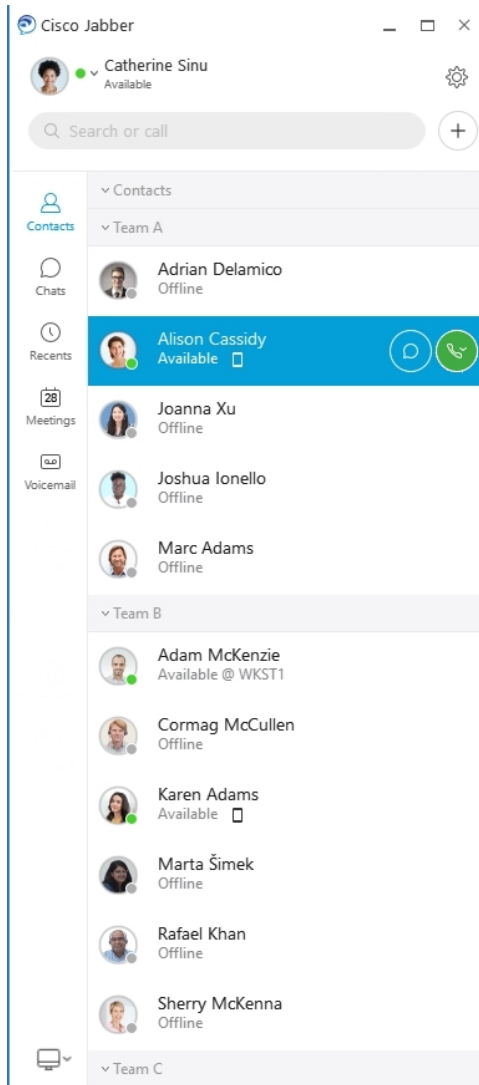 Cisco Jabber
Catherine Sinu
Available
Search or call
Contacts
Chats
Recents
28
Meetings
Voicemail
Contacts
Team A
Adrian Delamico
Offline
Alison Cassidy
Available
Joanna Xu
Offline
Joshua Ionello
Offline
Marc Adams
Offline
Team B
Adam McKenzie
Available @ WKST1
Cormag McCullen
Offline
Karen Adams
Available
Marta Šimek
Offline
Rafael Khan
Offline
Sherry McKenna
Offline
Team C